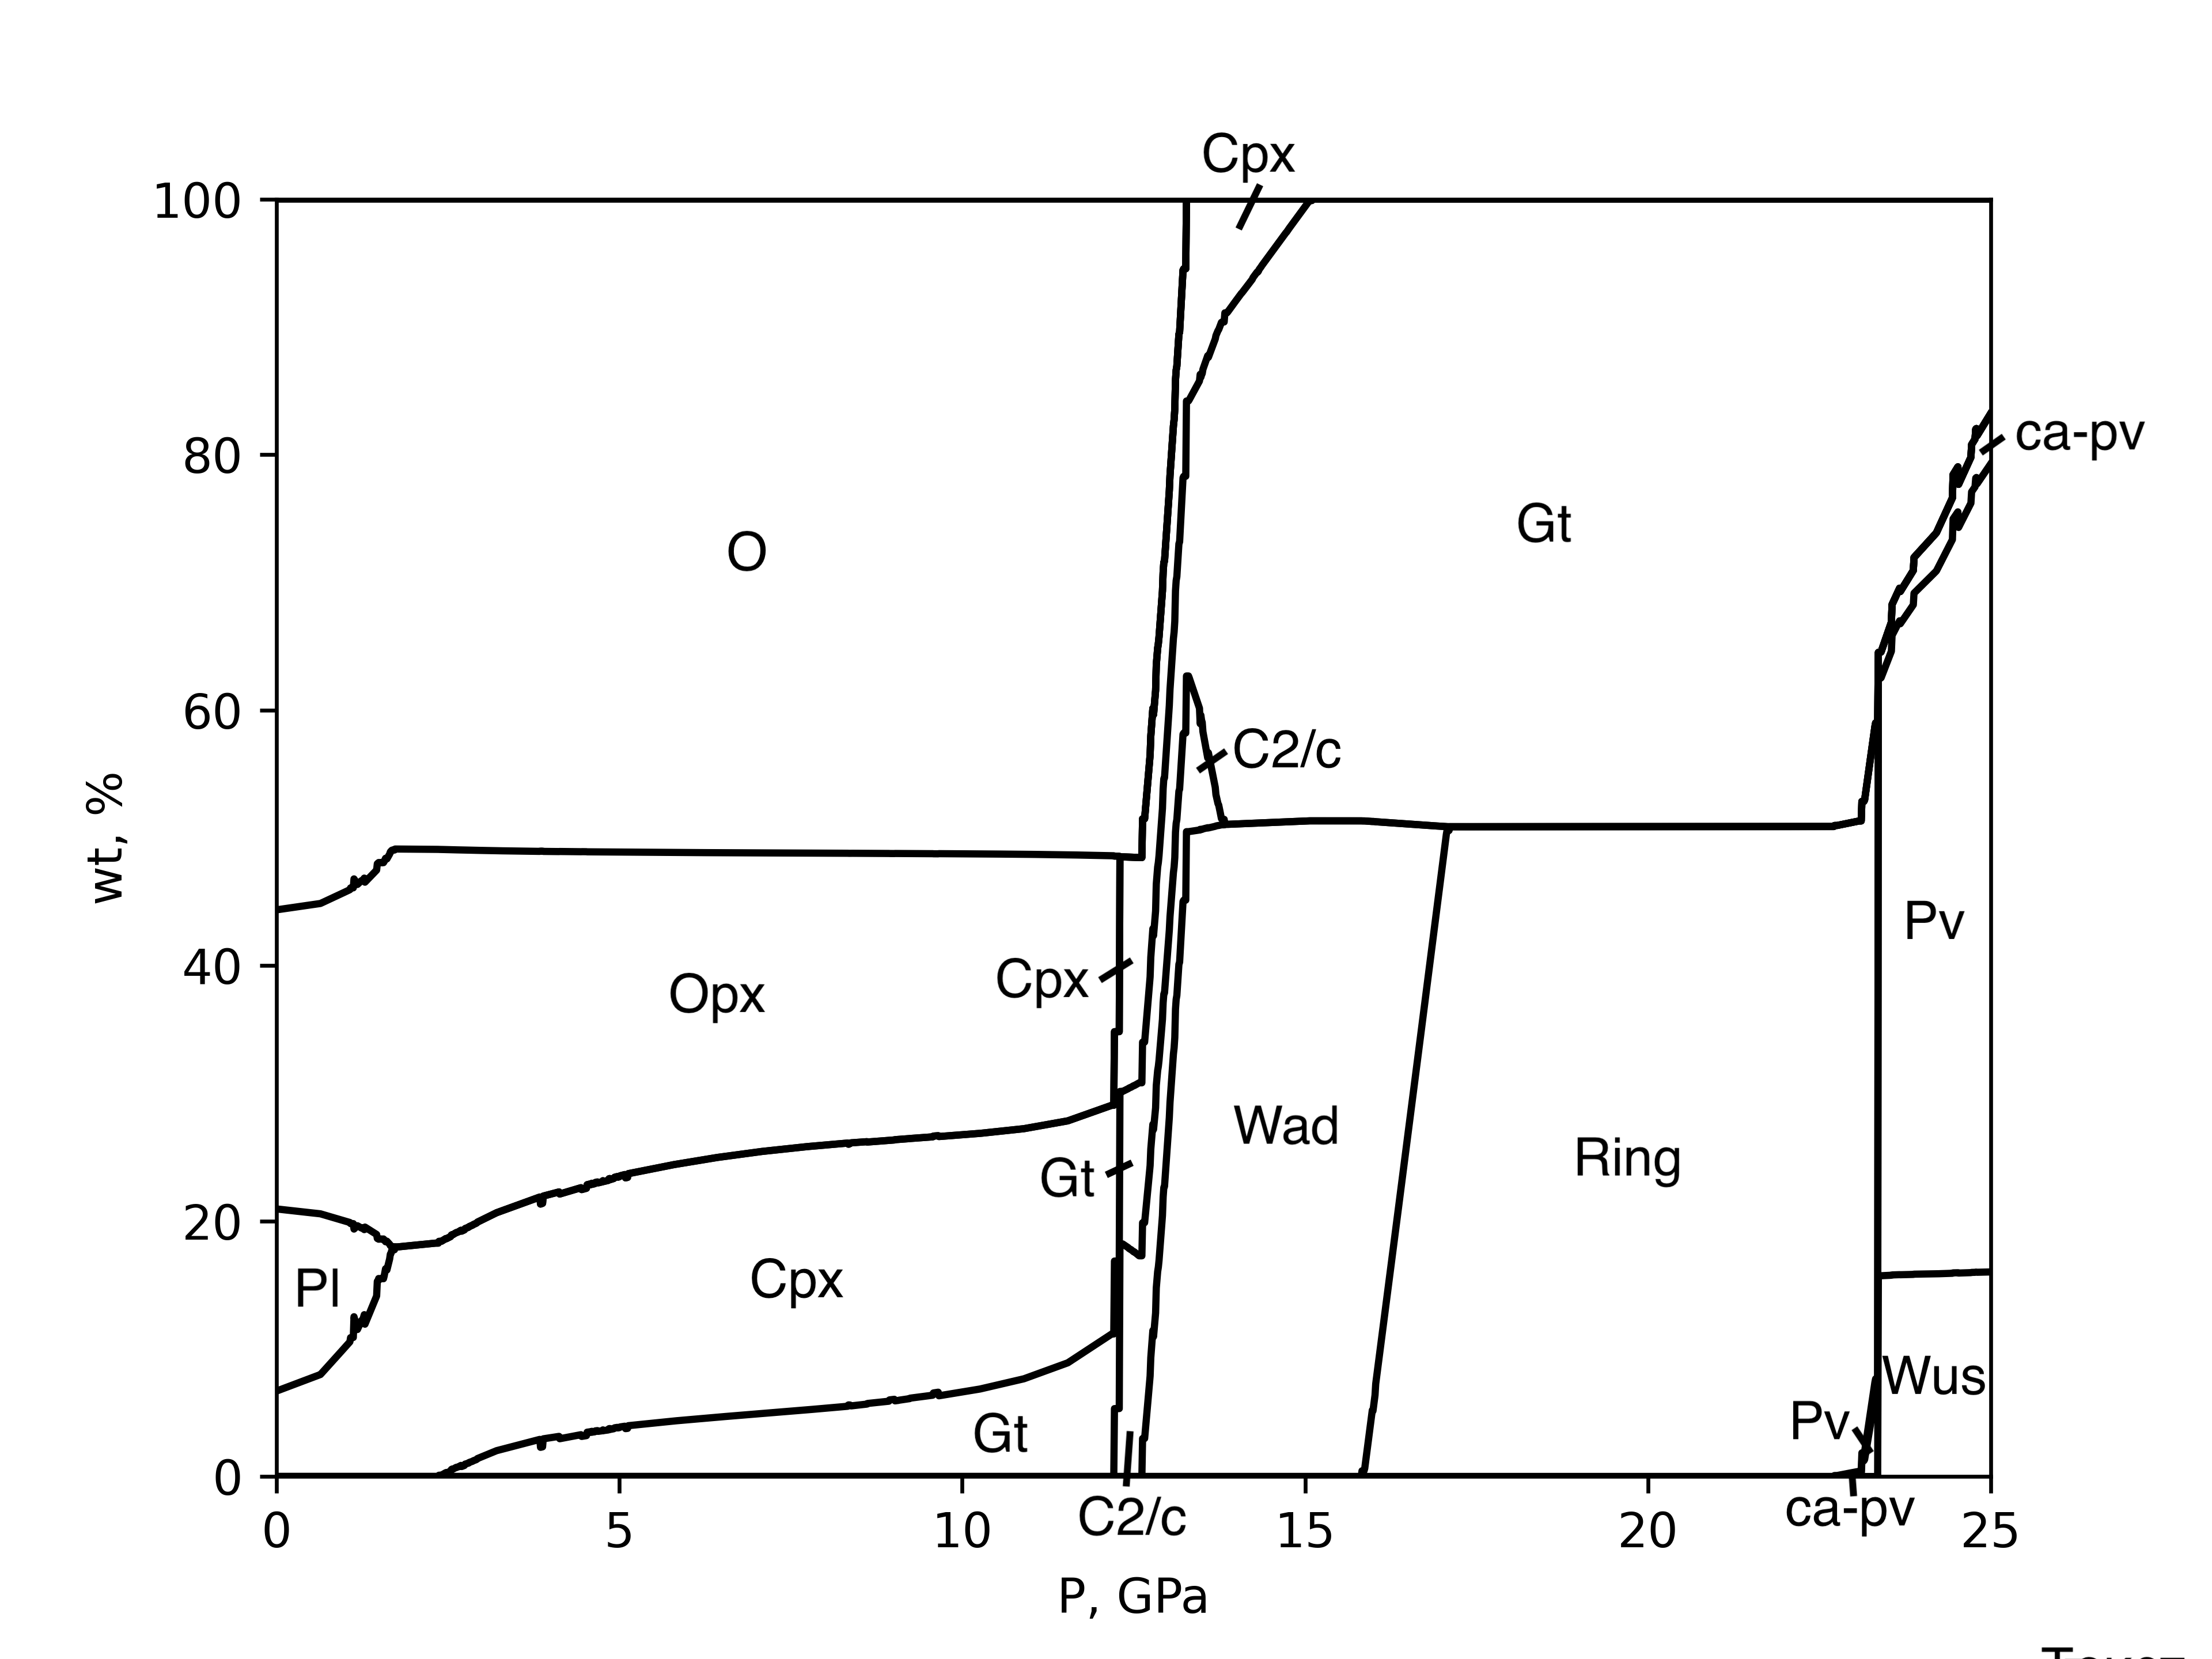 Cpx
100
O
Gt
80
ca-pv
60
C2/c
wt, %
Pv
40
Cpx
Opx
Wad
Gt
Ring
20
Pl
Cpx
Wus
Pv
Gt
0
C2/c
ca-pv
0 5 10 15 20 25
P, GPa